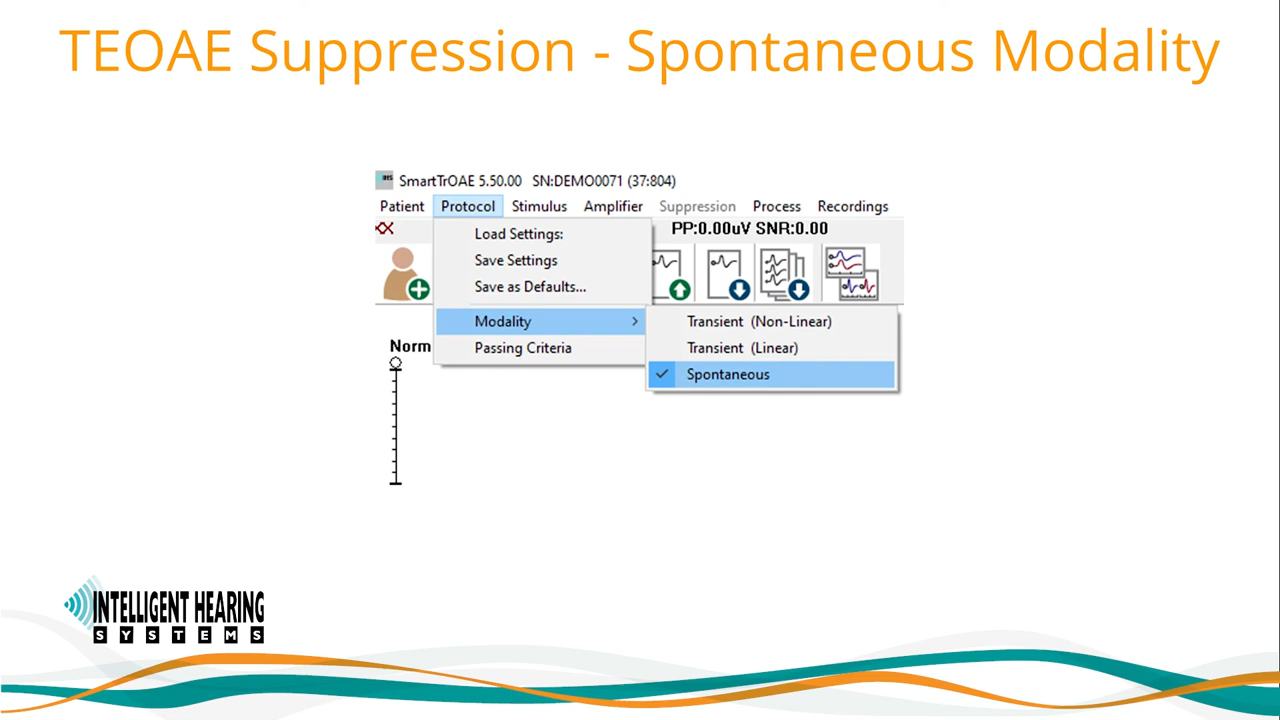 TEOAE Suppression - Spontaneous Modality
SmartTrOAE 5.50.00 SN:DEMO0071 (37:804)
Patient Protocol Stimulus Amplifier Suppression Process Recordings
PP:0.00uV SNR:0.00
Load Settings:
Save Settings
Save as Defaults...
Modality >
Passing Criteria
Transient (Non-Linear)
Transient (Linear)
Spontaneous
Norm
INTELLIGENT HEARING
SYSTEMS